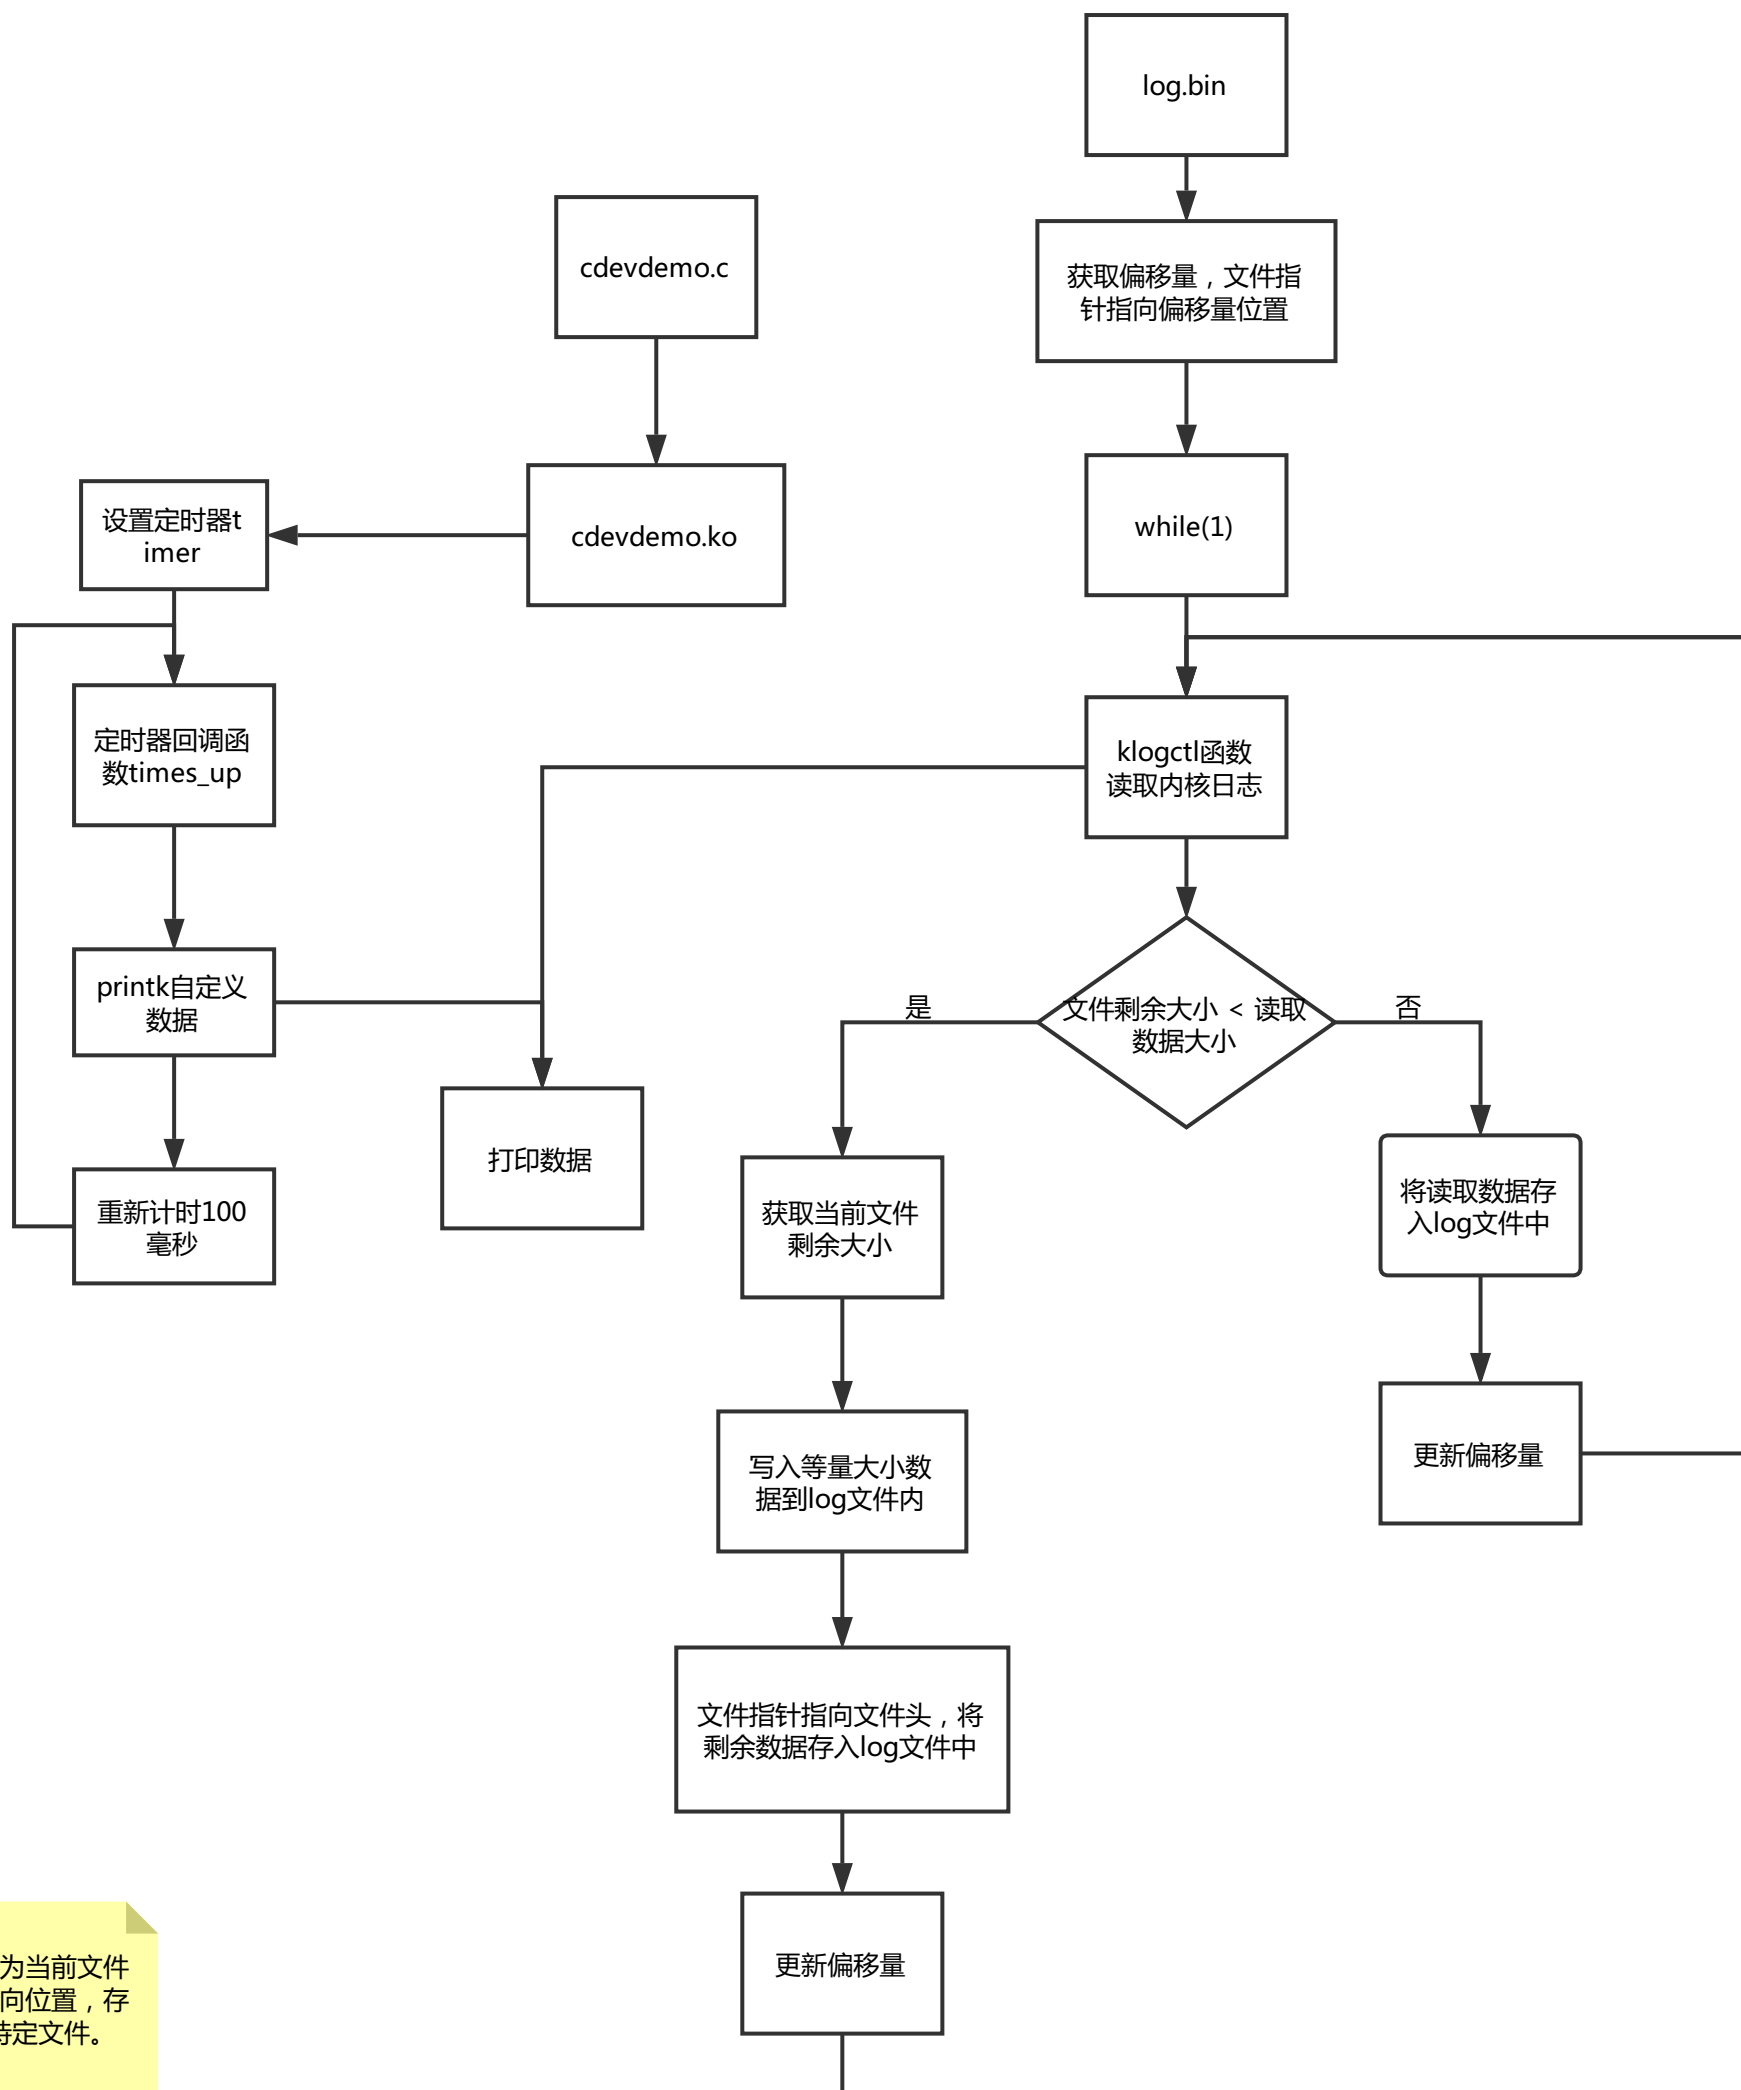 log.bin
获取偏移量，文件指
针指向偏移量位置
cdevdemo.c
while(1)
cdevdemo.ko
设置定时器t
imer
定时器回调函
数times_up
klogctl函数
读取内核日志
printk自定义
数据
是
文件剩余大小 < 读取
数据大小
否
打印数据
重新计时100
毫秒
获取当前文件
剩余大小
将读取数据存
入log文件中
写入等量大小数
据到log文件内
更新偏移量
文件指针指向文件头，将
剩余数据存入log文件中
更新偏移量
为当前文件
向位置，存
定文件。